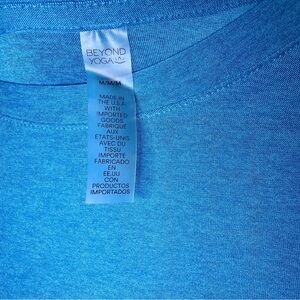 BEYOND
YOGA
M/M/M
MADE IN
THE U.S.A
WITH
IMPORTED
GOODS
FABRIQUÉ
AUX
ETATS-UNIS
AVEC DU
TISSU
IMPORTÉ
FABRICADO
EN
EE.UU
CON
PRODUCTOS
IMPORTADOS